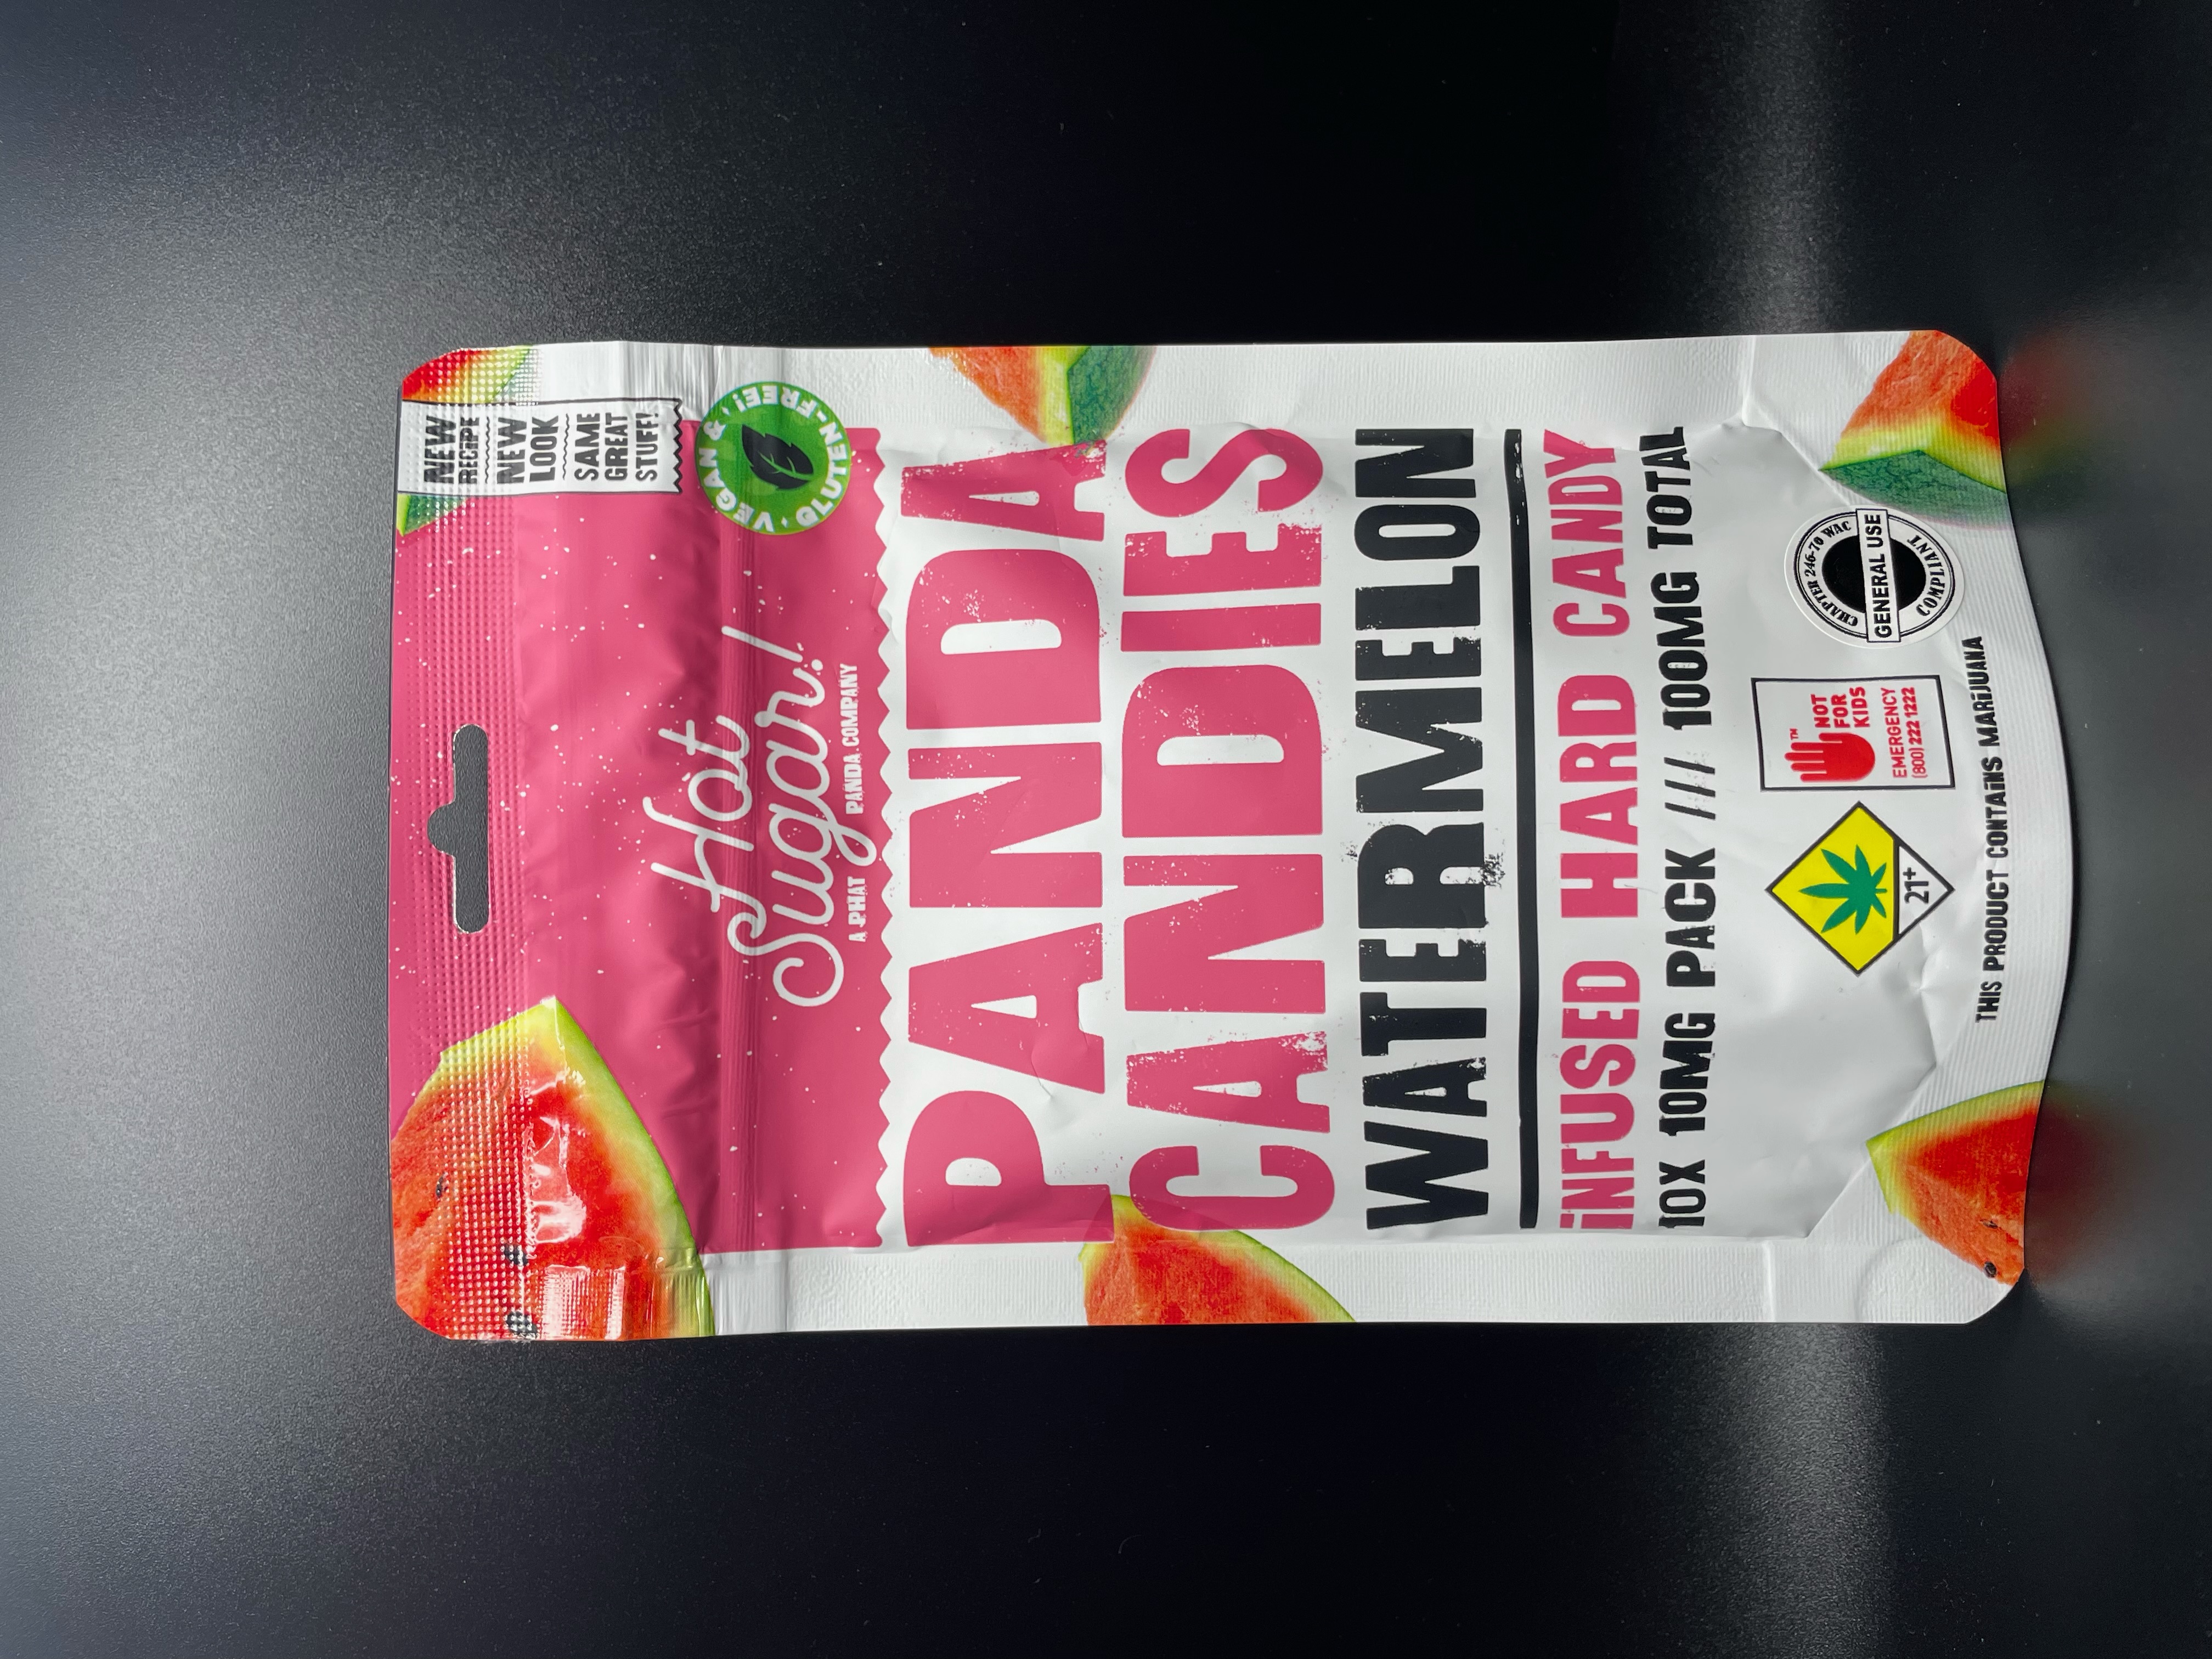 NEW
RECIPE
NEW
LOOK
SAME
GREAT
STUFF!
VEGAN & GLUTEN-FREE!
Hot
Sugar!
A PHAT PANDA COMPANY
PANDA
CANDIES
WATERMELON
INFUSED HARD CANDY
10X 10MG PACK /// 100MG TOTAL
21+
NOT
FOR
KIDS
EMERGENCY
(800) 222 1222
CHAPTER 246-70 WAC
GENERAL USE
COMPLIANT
THIS PRODUCT CONTAINS MARIJUANA